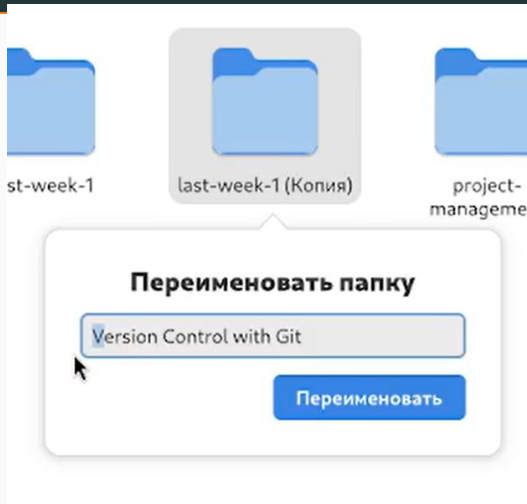 st-week-1
last-week-1 (Копия)
project-
manageme
Переименовать папку
Version Control with Git
Переименовать